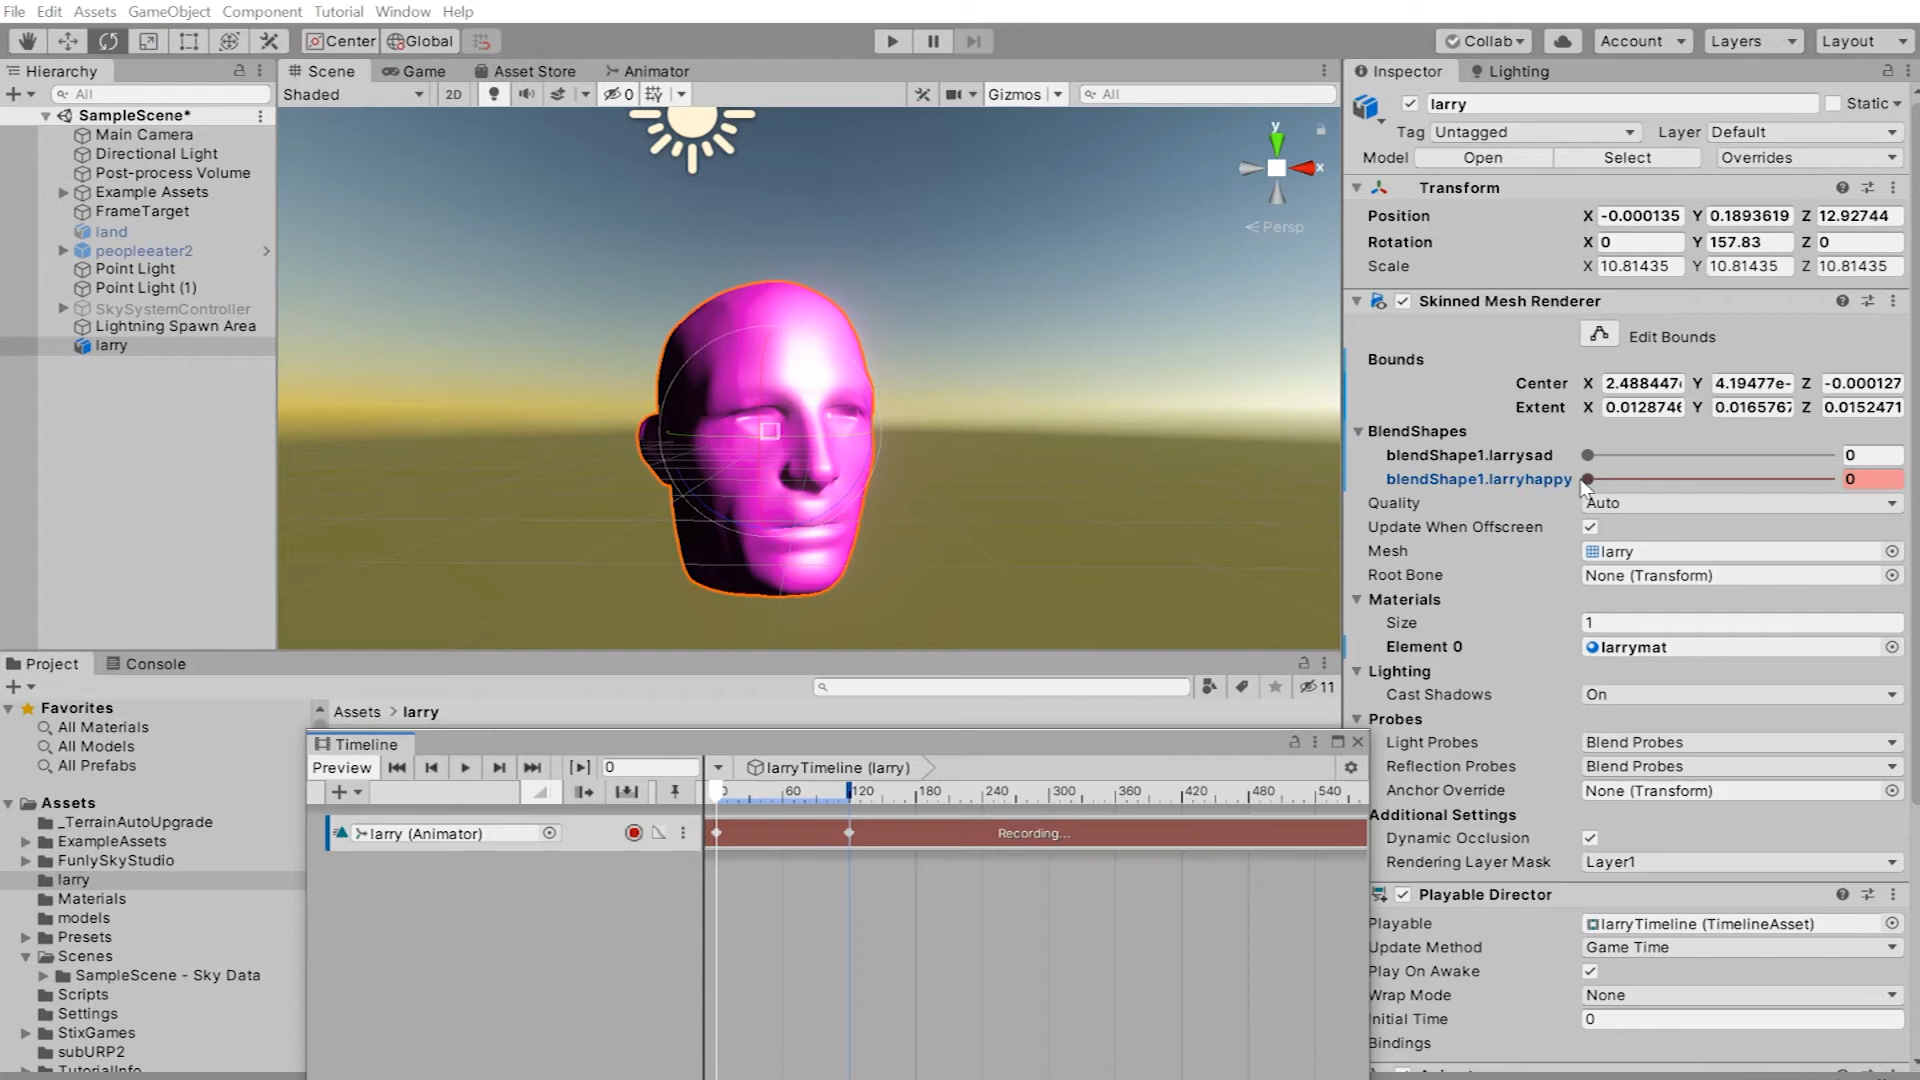 File Edit Assets GameObject Component Tutorial Window Help
Center Global Collab Account Layers Layout
Hierarchy
All
SampleScene*
Main Camera
Directional Light
Post-process Volume
Example Assets
FrameTarget
land
peopleeater2
Point Light
Point Light (1)
SkySystemController
Lightning Spawn Area
larry
Scene Game Asset Store Animator
Shaded 2D 0 Gizmos All
y
x
Persp
Inspector Lighting
larry Static
Tag Untagged Layer Default
Model Open Select Overrides
Transform
Position X -0.000135 Y 0.1893619 Z 12.92744
Rotation X 0 Y 157.83 Z 0
Scale X 10.81435 Y 10.81435 Z 10.81435
Skinned Mesh Renderer
Edit Bounds
Bounds
Center X 2.488447 Y 4.19477e- Z -0.000127
Extent X 0.012874 Y 0.016576 Z 0.0152471
BlendShapes
blendShape1.larrysad 0
blendShape1.larryhappy 0
Quality Auto
Update When Offscreen
Mesh larry
Root Bone None (Transform)
Materials
Size 1
Element 0 larrymat
Lighting
Cast Shadows On
Probes
Light Probes Blend Probes
Reflection Probes Blend Probes
Anchor Override None (Transform)
Additional Settings
Dynamic Occlusion
Rendering Layer Mask Layer1
Playable Director
Playable larryTimeline (TimelineAsset)
Update Method Game Time
Play On Awake
Wrap Mode None
Initial Time 0
Bindings
Project Console
11
Favorites
All Materials
All Models
All Prefabs
Assets
_TerrainAutoUpgrade
ExampleAssets
FunlySkyStudio
larry
Materials
models
Presets
Scenes
SampleScene - Sky Data
Scripts
Settings
StixGames
subURP2
TutorialInfo
Assets > larry
Timeline
Preview 0 larryTimeline (larry)
0 60 120 180 240 300 360 420 480 540
larry (Animator) Recording...